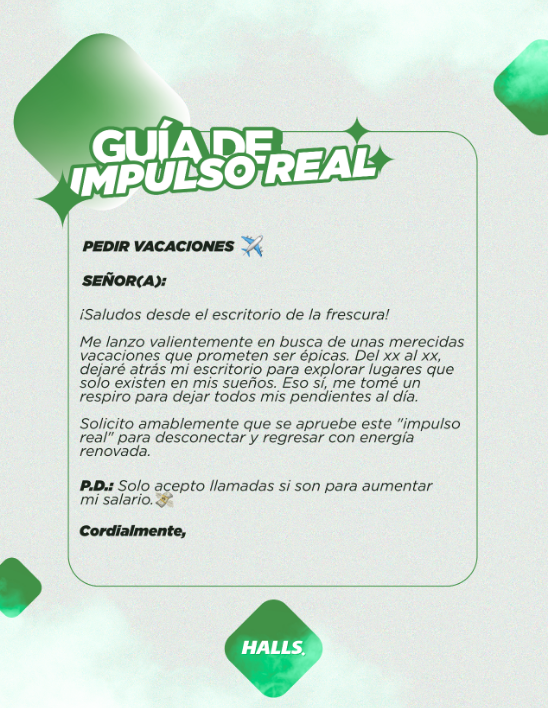 GUÍA DE
IMPULSO REAL
PEDIR VACACIONES ✈️
SEÑOR(A):
¡Saludos desde el escritorio de la frescura!
Me lanzo valientemente en busca de unas merecidas
vacaciones que prometen ser épicas. Del xx al xx,
dejaré atrás mi escritorio para explorar lugares que
solo existen en mis sueños. Eso sí, me tomé un
respiro para dejar todos mis pendientes al día.
Solicito amablemente que se apruebe este "impulso
real" para desconectar y regresar con energía
renovada.
P.D.: Solo acepto llamadas si son para aumentar
mi salario.💸
Cordialmente,
HALLS.